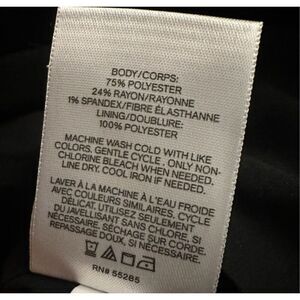 BODY/CORPS:
75% POLYESTER
24% RAYON/RAYONNE
1% SPANDEX/FIBRE ÉLASTHANNE
LINING/DOUBLURE:
100% POLYESTER
MACHINE WASH COLD WITH LIKE
COLORS. GENTLE CYCLE. ONLY NON-
CHLORINE BLEACH WHEN NEEDED.
LINE DRY. COOL IRON IF NEEDED.
LAVER À LA MACHINE À L'EAU FROIDE
AVEC COULEURS SIMILAIRES. CYCLE
DÉLICAT. UTILISEZ SEULEMENT
DU CHLORE SANS JAVELLISANT SI
NÉCESSAIRE. SÉCHAGE SUR CORDE.
REPASSAGE DOUX, SI NÉCESSAIRE.
RN# 55285